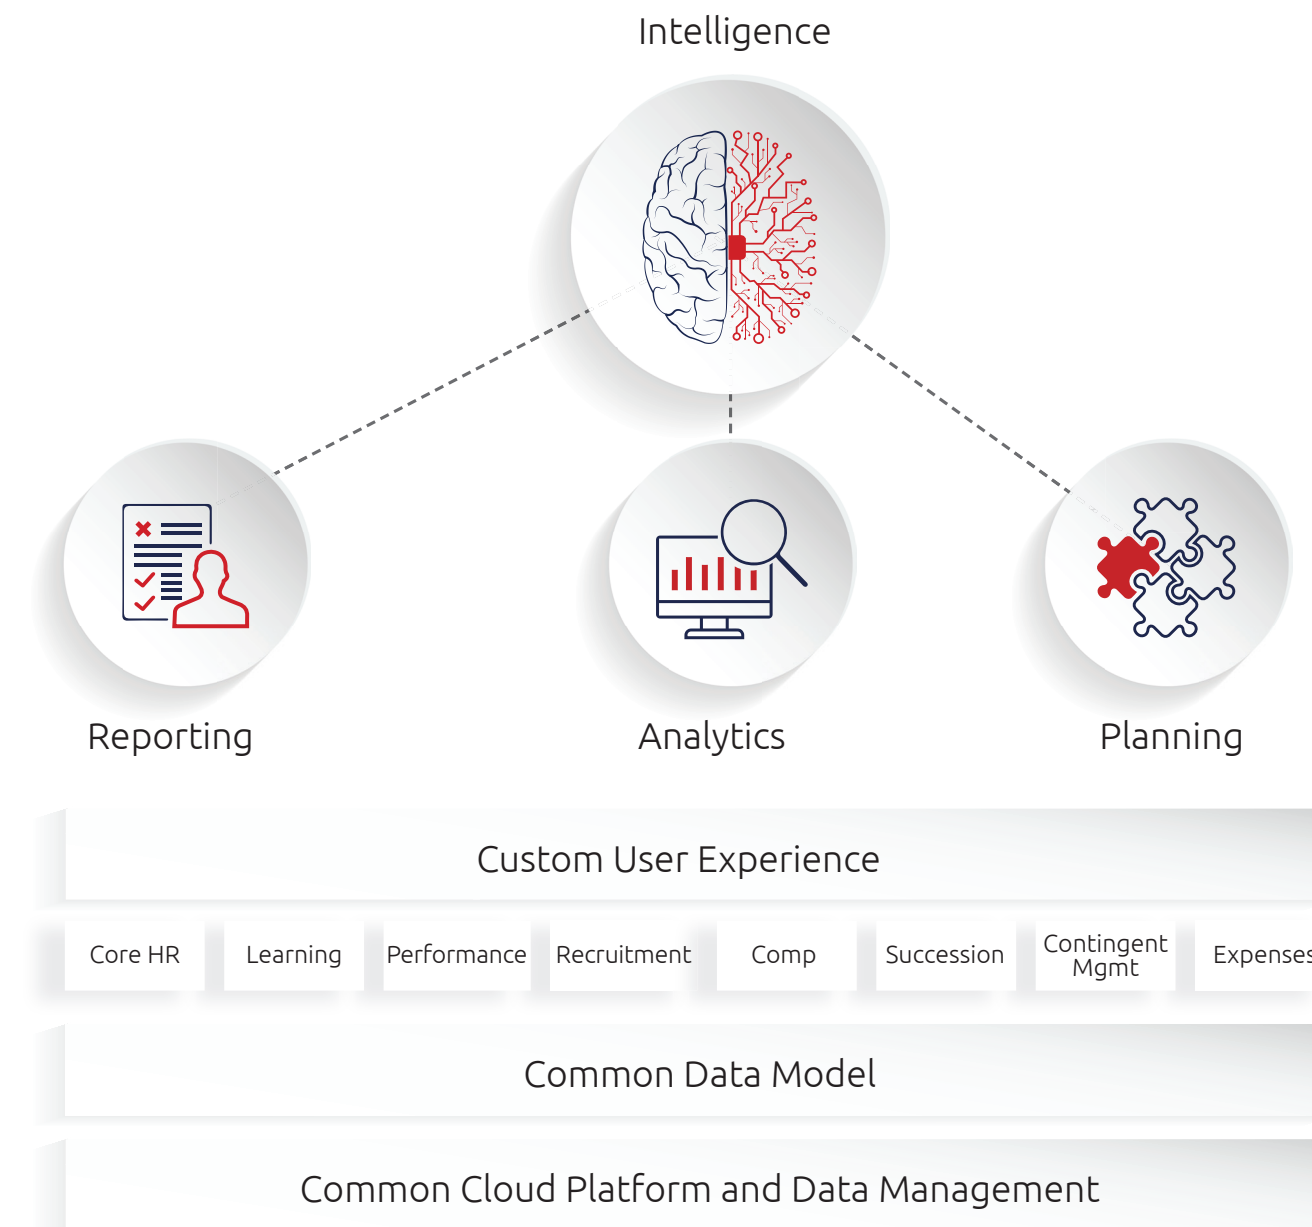 Intelligence
Reporting
Analytics
Planning
Custom User Experience
Core HR
Learning
Performance
Recruitment
Comp
Succession
Contingent
Mgmt
Expenses
Common Data Model
Common Cloud Platform and Data Management